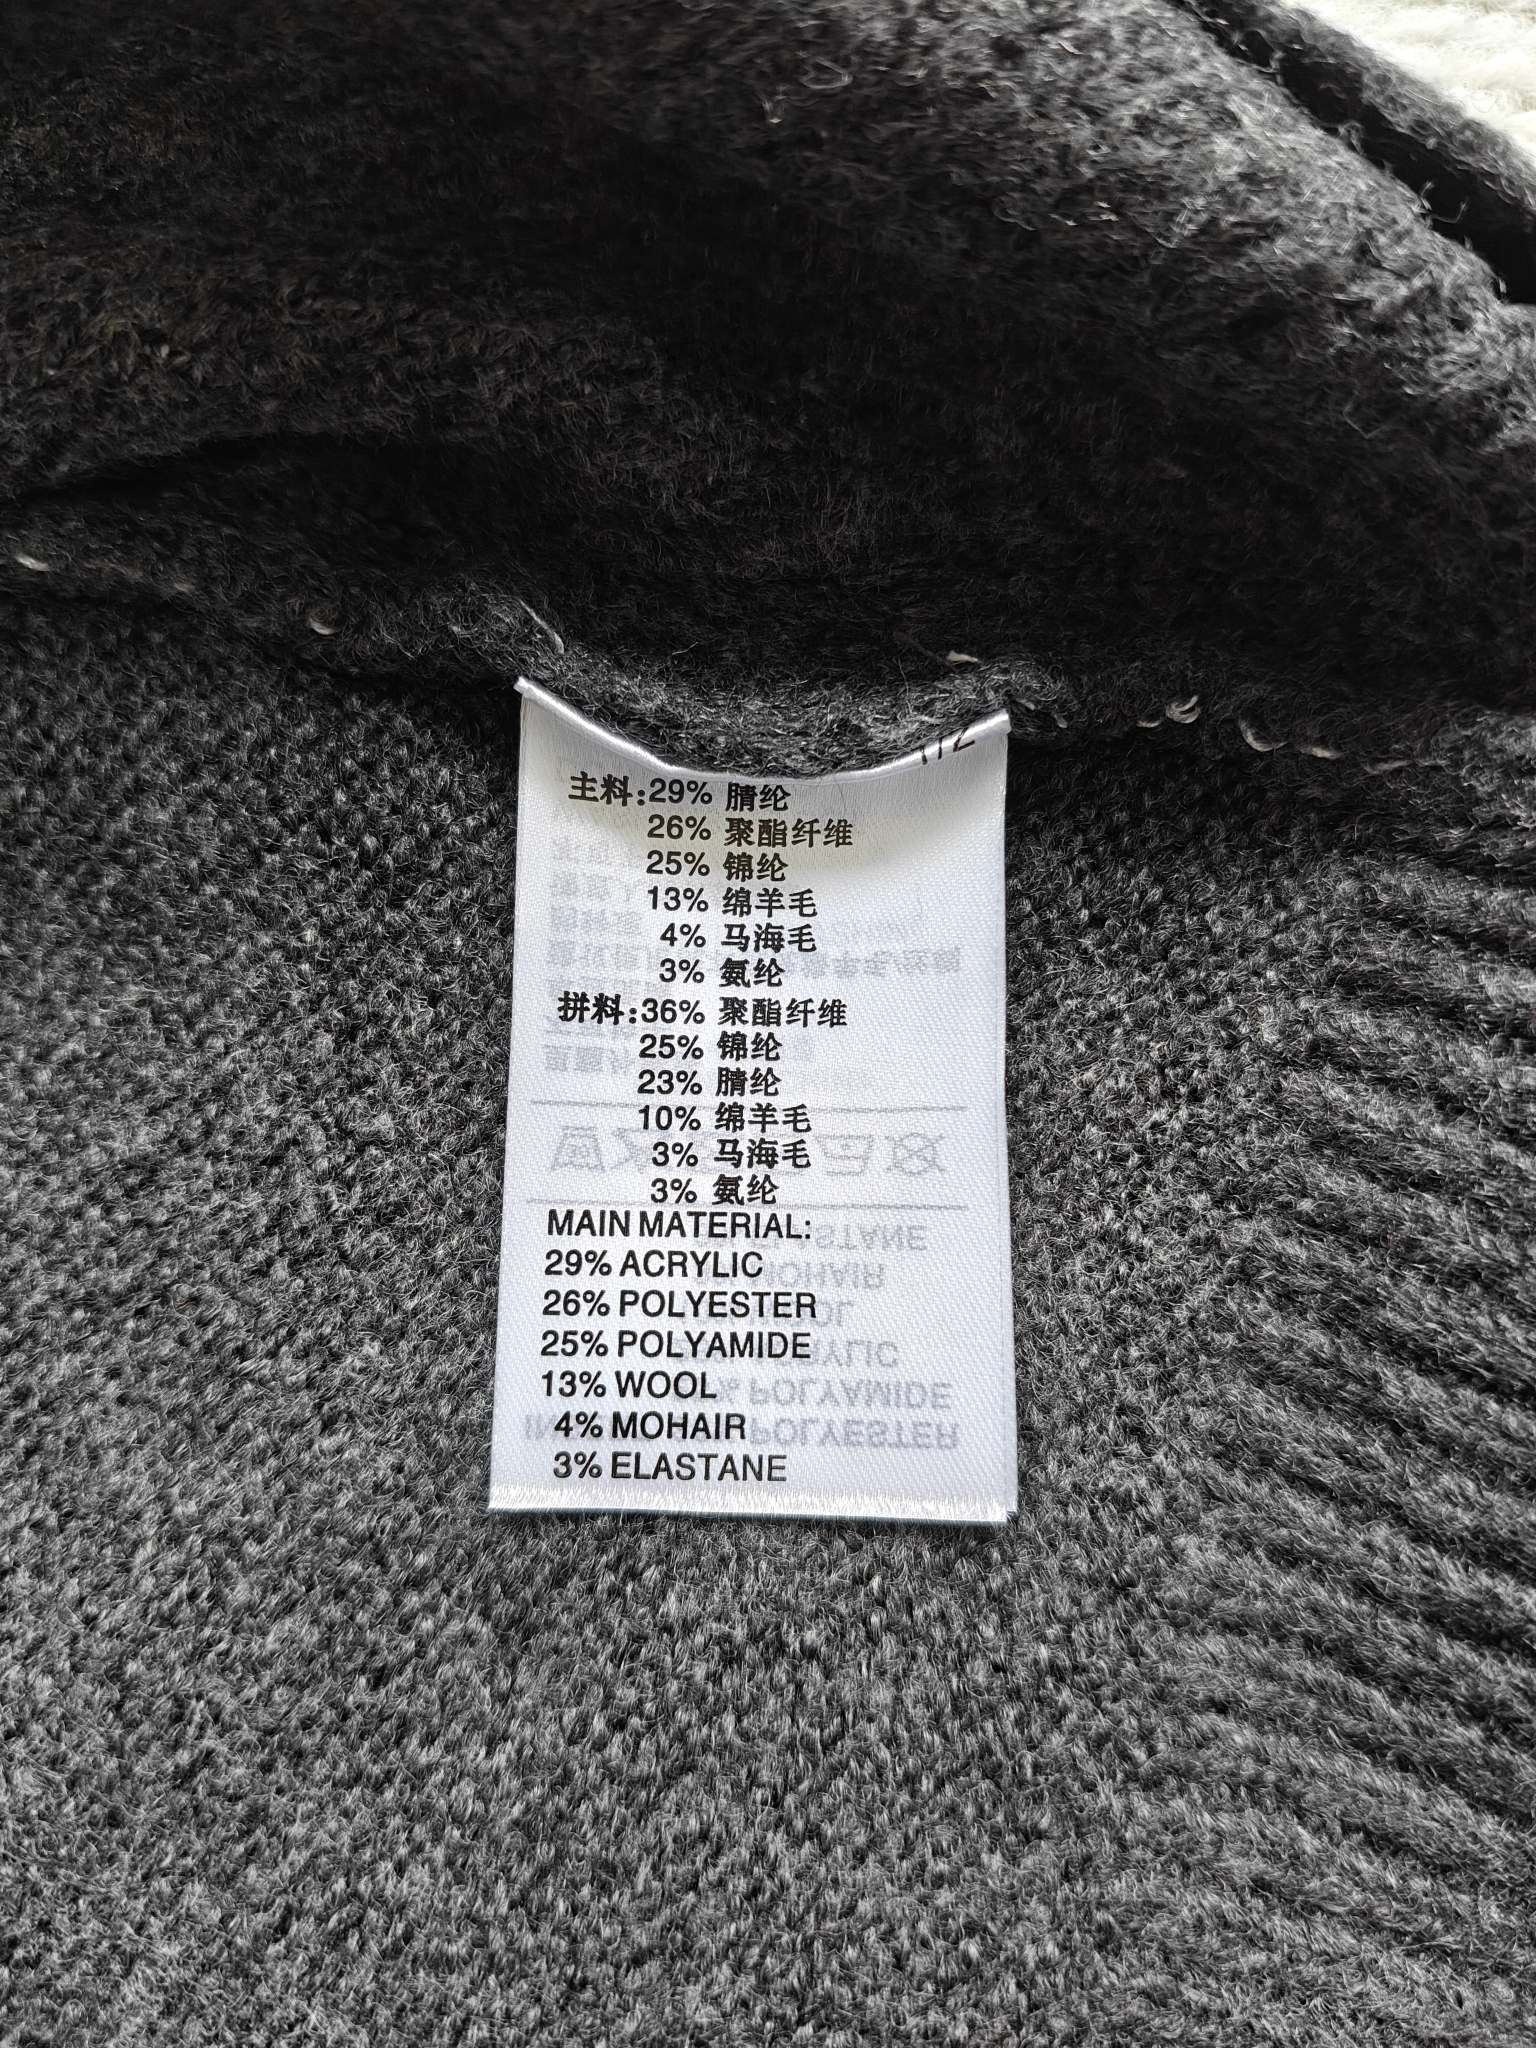 1/2
主料:29% 腈纶
26% 聚酯纤维
25% 锦纶
13% 绵羊毛
4% 马海毛
3% 氨纶
拼料:36% 聚酯纤维
25% 锦纶
23% 腈纶
10% 绵羊毛
3% 马海毛
3% 氨纶
MAIN MATERIAL:
29% ACRYLIC
26% POLYESTER
25% POLYAMIDE
13% WOOL
4% MOHAIR
3% ELASTANE